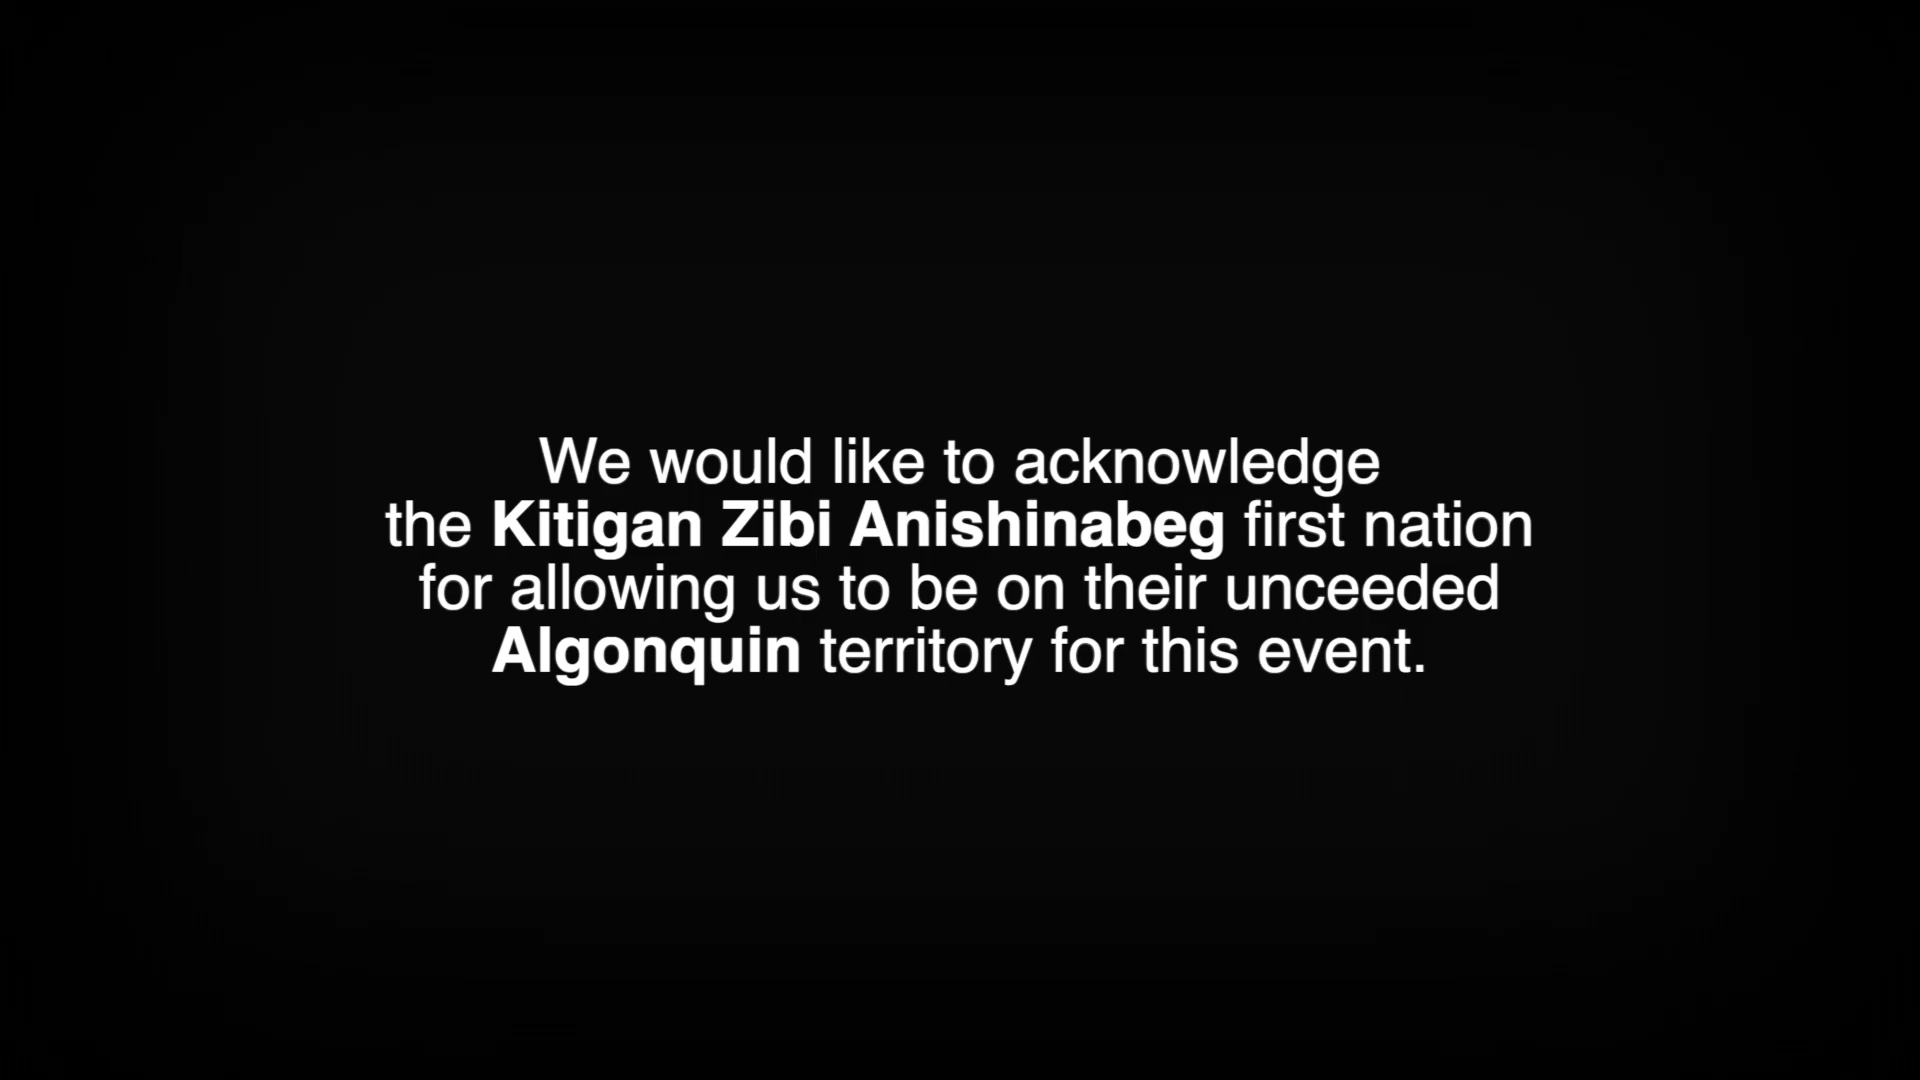 We would like to acknowledge
the Kitigan Zibi Anishinabeg first nation
for allowing us to be on their unceeded
Algonquin territory for this event.